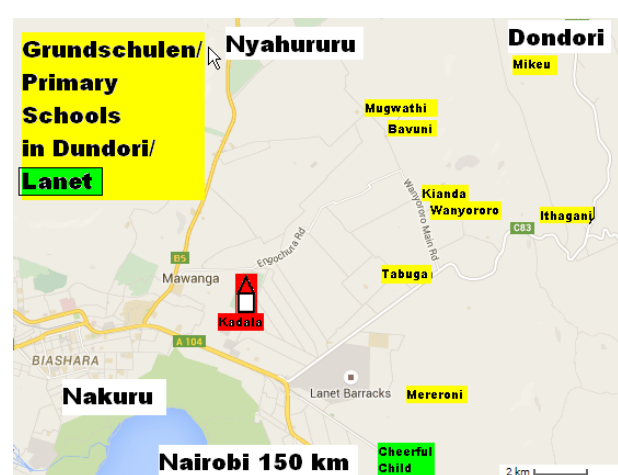 Grundschulen/
Primary
Schools
in Dundori/
Lanet
Nyahururu
Dondori
Mikeu
Mugwathi
Bavuni
Kianda
Wanyororo
Wanyororo Main Rd
Ithaganj
C83
B5
Engochura Rd
Mawanga
Tabuga
Kadala
A 104
BIASHARA
Nakuru
Lanet Barracks
Mereroni
Nairobi 150 km
Cheerful
Child
2 km